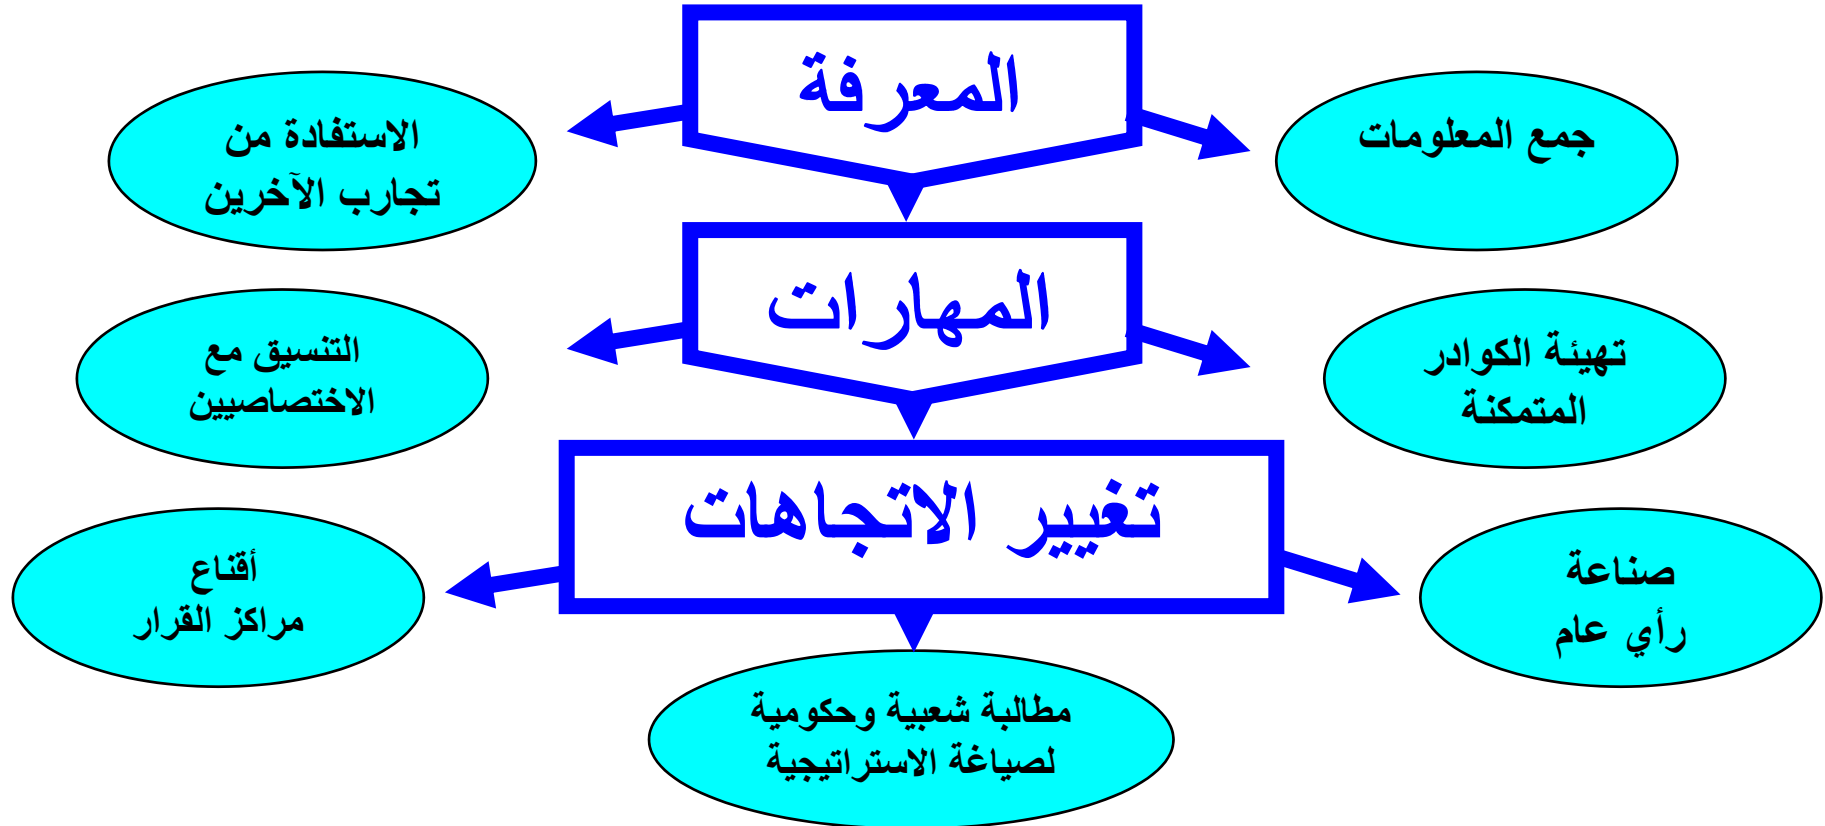 المعرفة
جمع المعلومات
الاستفادة من
تجارب الآخرين
المهارات
تهيئة الكوادر
المتمكنة
التنسيق مع
الاختصاصيين
تغيير الاتجاهات
صناعة
رأي عام
أقناع
مراكز القرار
مطالبة شعبية وحكومية
لصياغة الاستراتيجية